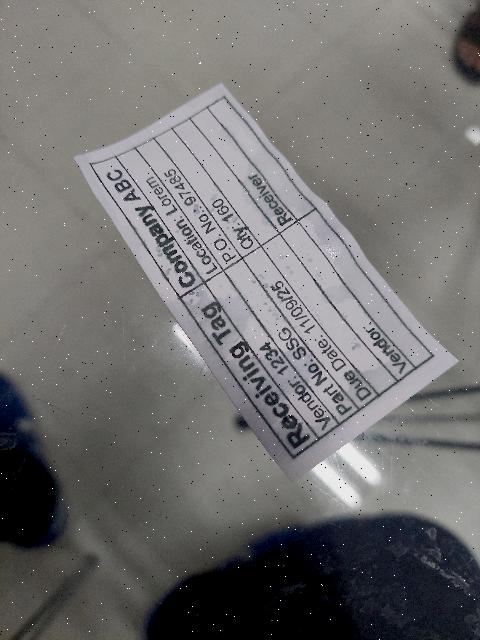 Receiving Tag Company ABC
Vendor: 1234 Location: Lorem
Part No.: SSG P.O. No.: 97485
Due Date: 11/09/25 Qty: 160
Vendor Receiver